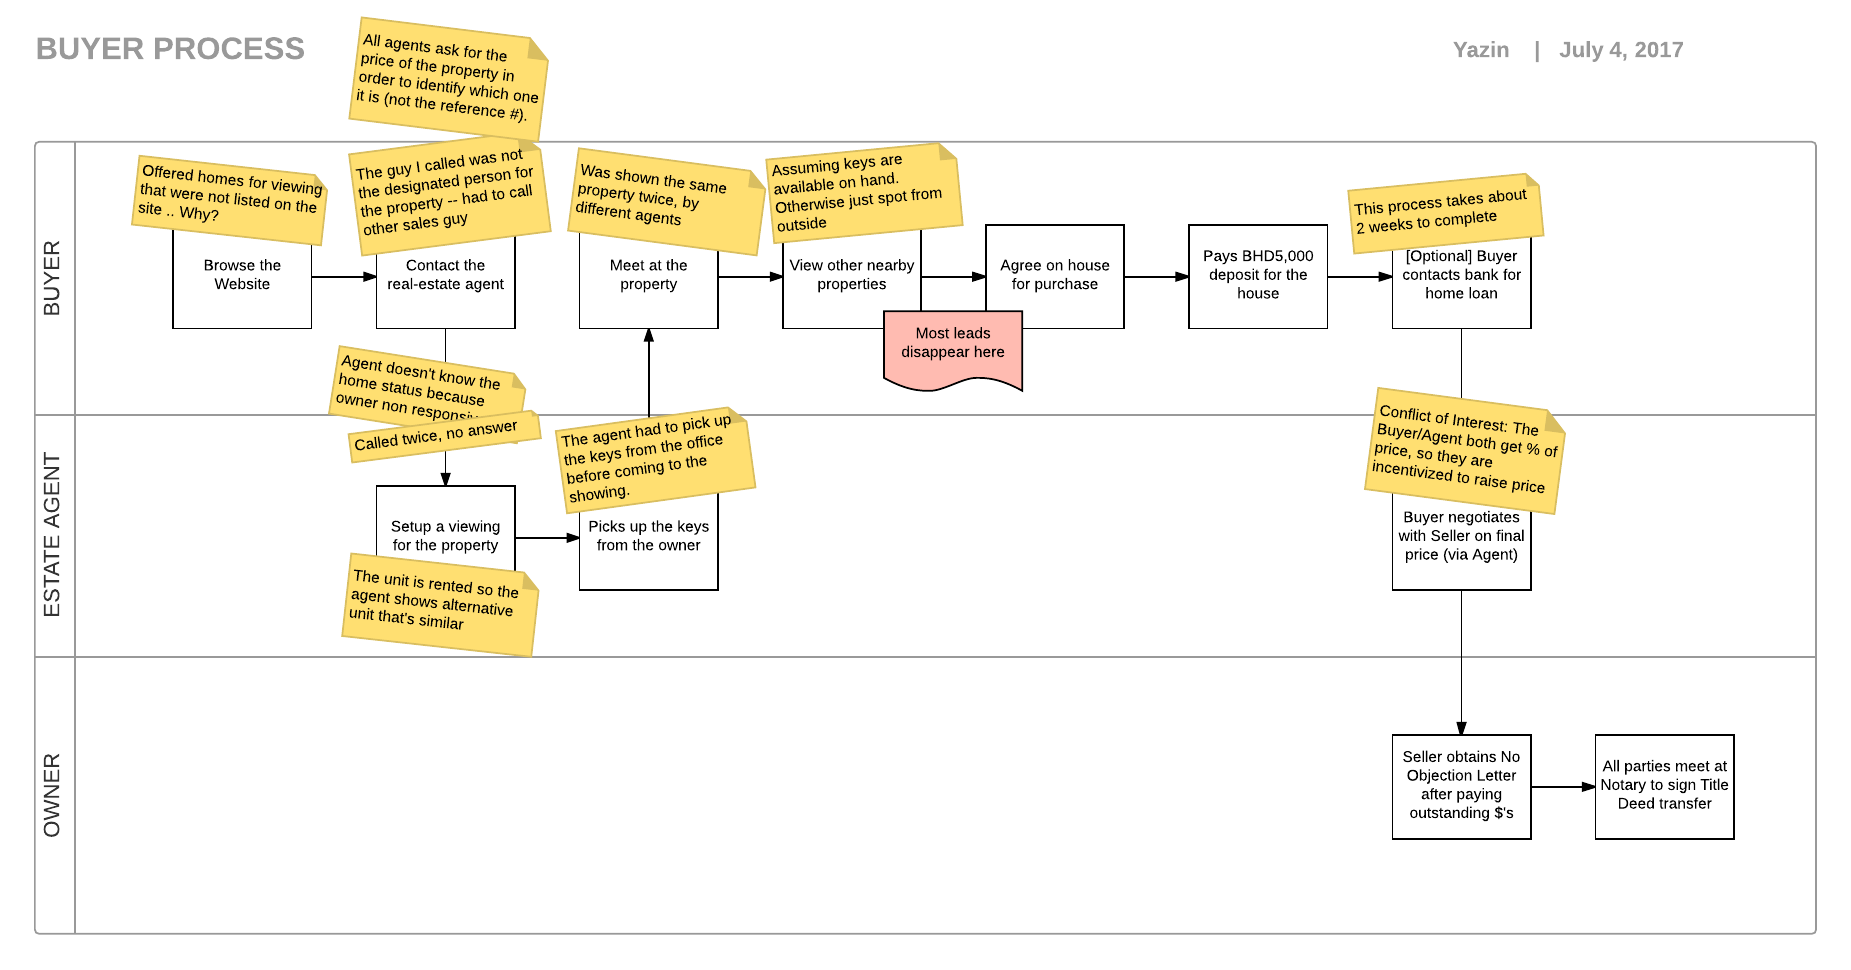 BUYER PROCESS
Yazin | July 4, 2017
All agents ask for the
price of the property in
order to identify which one
it is (not the reference #).
BUYER
Offered homes for viewing
that were not listed on the
site .. Why?
The guy I called was not
the designated person for
the property -- had to call
other sales guy
Was shown the same
property twice, by
different agents
Assuming keys are
available on hand.
Otherwise just spot from
outside
This process takes about
2 weeks to complete
Browse the
Website
Contact the
real-estate agent
Meet at the
property
View other nearby
properties
Agree on house
for purchase
Pays BHD5,000
deposit for the
house
[Optional] Buyer
contacts bank for
home loan
Most leads
disappear here
Agent doesn't know the
home status because
owner non
Called twice, no answer
ESTATE AGENT
The agent had to pick up
the keys from the office
before coming to the
showing.
Conflict of Interest: The
Buyer/Agent both get % of
price, so they are
incentivized to raise price
Setup a viewing
for the property
Picks up the keys
from the owner
Buyer negotiates
with Seller on final
price (via Agent)
The unit is rented so the
agent shows alternative
unit that's similar
OWNER
Seller obtains No
Objection Letter
after paying
outstanding $'s
All parties meet at
Notary to sign Title
Deed transfer